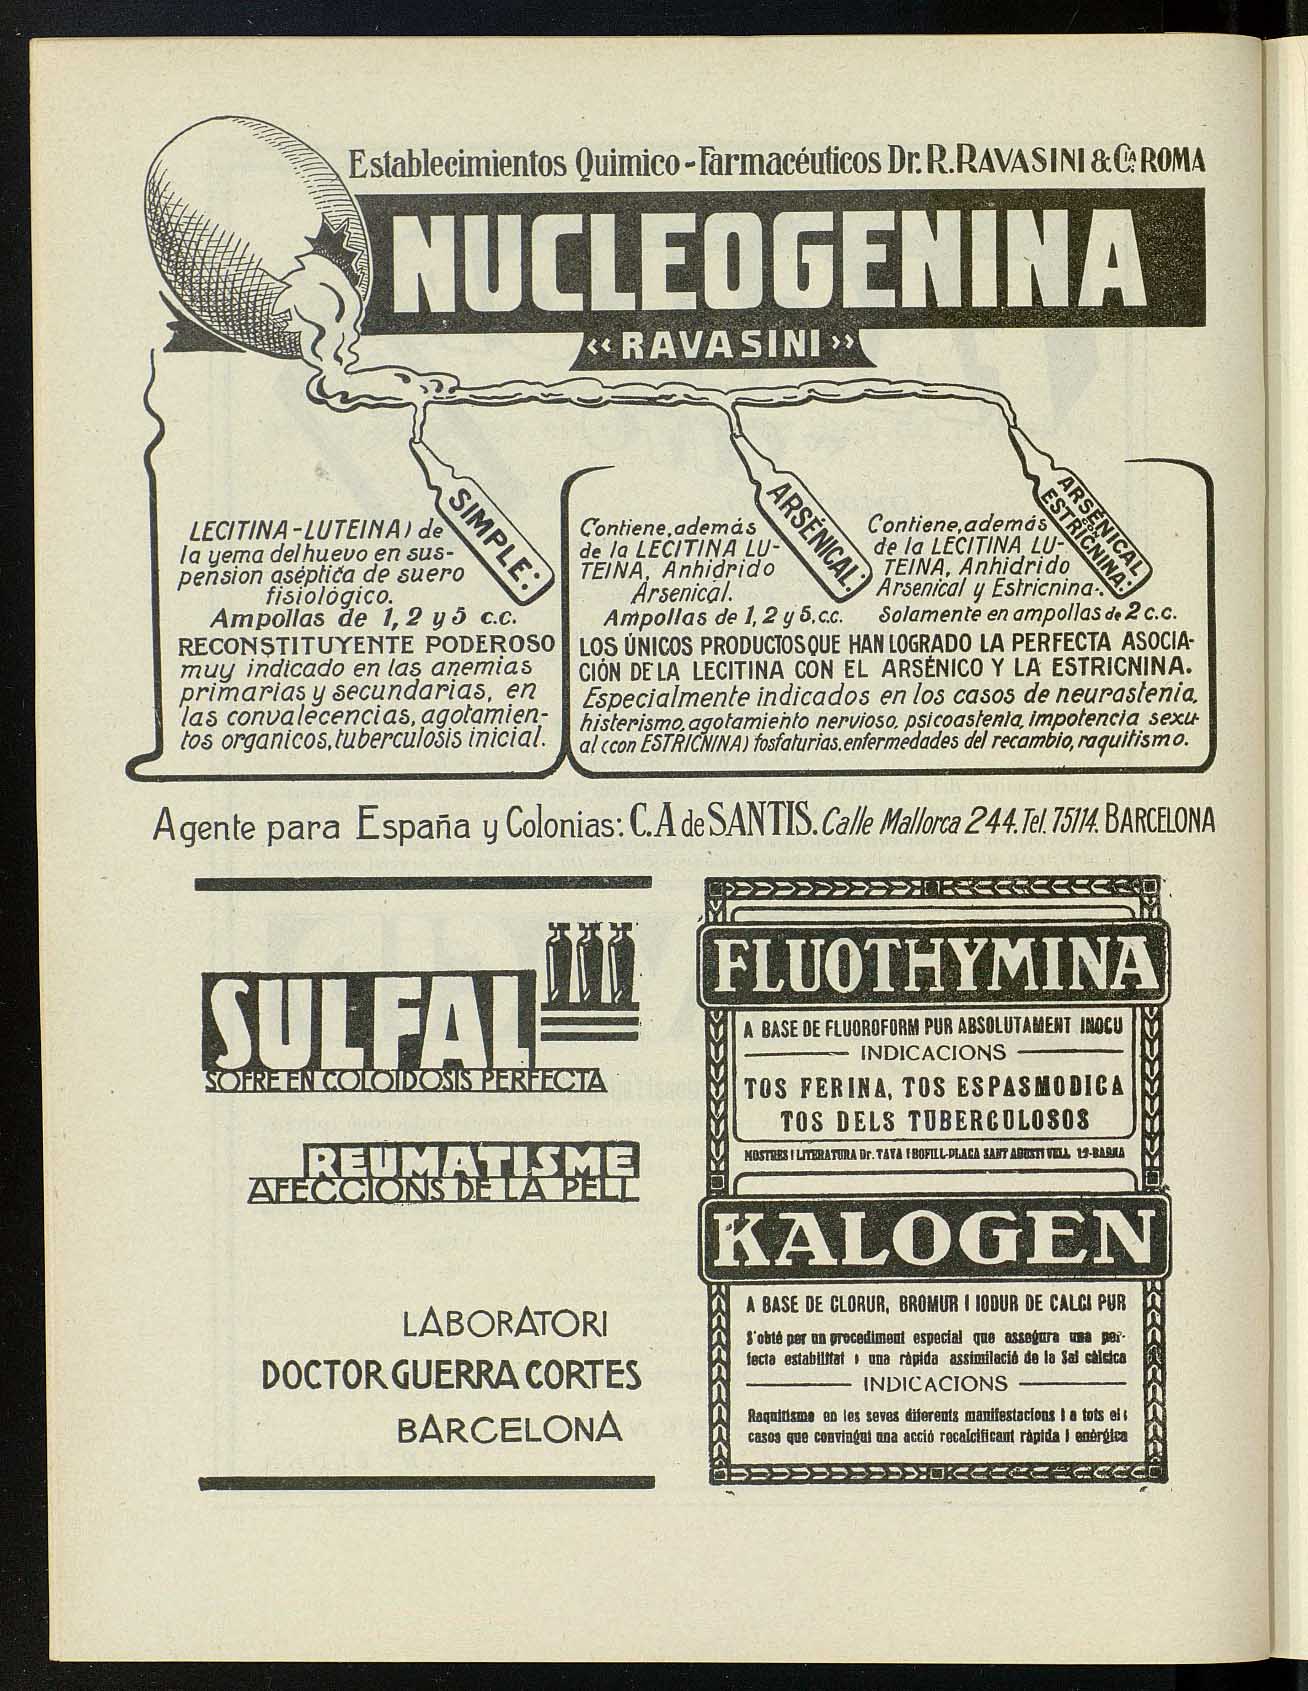 Establecimientos Quimico-Farmacéuticos Dr. R. RAVASINI & Cíª ROMA
NUCLEOGENINA
«RAVASINI»
SIMPLE:
LECITINA-LUTEINA) de
la yema del huevo en sus-
pension aséptica de suero
fisiológico.
Ampollas de 1, 2 y 5 c.c.
RECONSTITUYENTE PODEROSO
muy indicado en las anemias
primarias y secundarias, en
las convalecencias, agotamien-
tos organicos, tuberculosis inicial.
ARSÉNICAL:
Contiene, además
de la LECITINA LU-
TEINA, Anhidrido
Arsenical.
Ampollas de 1, 2 y 5, c.c.
ARSÉNICAL
ESTRICNINA:
Contiene, además
de la LECITINA LU-
TEINA, Anhidrido
Arsenical y Estricnina.
Solamente en ampollas de 2 c.c.
LOS ÚNICOS PRODUCTOS QUE HAN LOGRADO LA PERFECTA ASOCIA-
CIÓN DE LA LECITINA CON EL ARSÉNICO Y LA ESTRICNINA.
Especialmente indicados en los casos de neurastenia,
histerismo, agotamiento nervioso, psicoastenia, impotencia sexu-
al (con ESTRICNINA) fosfaturias, enfermedades del recambio, raquitismo.
Agente para España y Colonias: C.A de SANTIS. Calle Mallorca 244. Tel. 75114. BARCELONA
SULFAL
SOFRE EN COLOIDOSIS PERFECTA
REUMATISME
AFECCIONS DE LA PELL
LABORATORI
DOCTOR GUERRA CORTES
BARCELONA
FLUOTHYMINA
A BASE DE FLUOROFORM PUR ABSOLUTAMENT INOCU
INDICACIONS
TOS FERINA, TOS ESPASMODICA
TOS DELS TUBERCULOSOS
MOSTRES I LITERATURA Dr. TAYÀ I BOFILL-PLAÇA SANT AGUSTI VELL 12-BARNA
KALOGEN
A BASE DE CLORUR, BROMUR I IODUR DE CALCI PUR
S'obté per un procediment especial que assegura una per-
fecta estabilitat i una ràpida assimilació de la Sal càlcica
INDICACIONS
Raquitisme en les seves diferents manifestacions i a tots els
casos que convingui una acció recalcificant ràpida i enèrgica